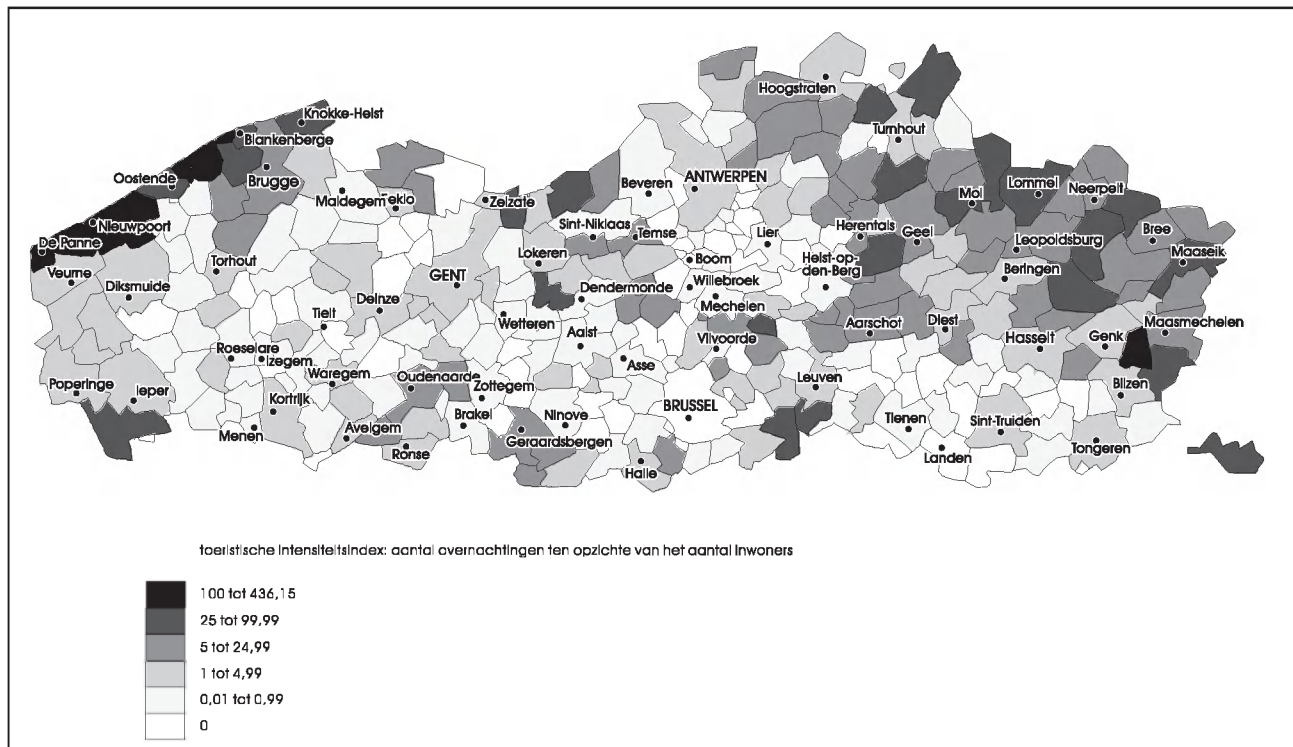 Hoogstraten
Knokke-Heist
Blankenberge
Turnhout
Oostende
Brugge
Beveren
ANTWERPEN
Maldegem
Eeklo
Zelzate
Mol
Lommel
Neerpelt
Nieuwpoort
De Panne
Sint-Niklaas
Temse
Herentals
Geel
Bree
Lier
Leopoldsburg
Maaseik
Veurne
Torhout
Lokeren
Boom
Heist-op-
den-Berg
Beringen
Diksmuide
GENT
Dendermonde
Willebroek
Mechelen
Deinze
Tielt
Wetteren
Aalst
Aarschot
Diest
Maasmechelen
Roeselare
Izegem
Vilvoorde
Hasselt
Genk
Asse
Waregem
Oudenaarde
Leuven
Bilzen
Poperinge
Ieper
Kortrijk
Zottegem
BRUSSEL
Menen
Avelgem
Brakel
Ninove
Tienen
Sint-Truiden
Geraardsbergen
Ronse
Halle
Landen
Tongeren
toeristische intensiteitsindex: aantal overnachtingen ten opzichte van het aantal inwoners
100 tot 436,15
25 tot 99,99
5 tot 24,99
1 tot 4,99
0,01 tot 0,99
0